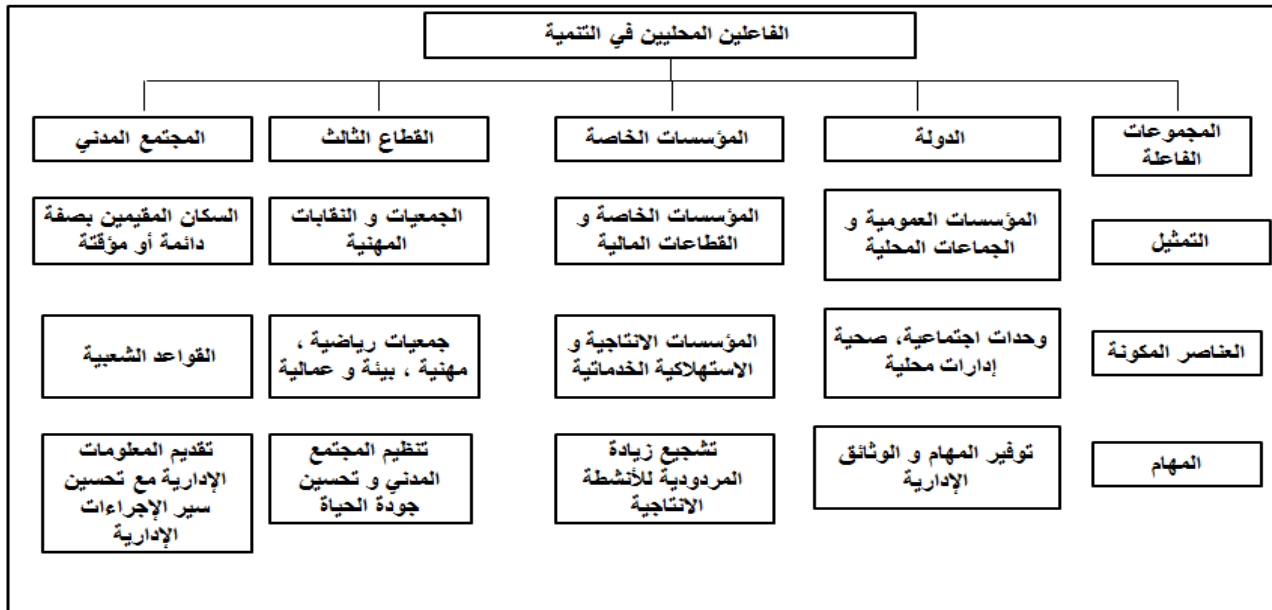 الفاعلين المحليين في التنمية
المجموعات
الفاعلة
الدولة
المؤسسات الخاصة
القطاع الثالث
المجتمع المدني
التمثيل
المؤسسات العمومية و
الجماعات المحلية
المؤسسات الخاصة و
القطاعات المالية
الجمعيات و النقابات
المهنية
السكان المقيمين بصفة
دائمة أو مؤقتة
العناصر المكونة
وحدات اجتماعية، صحية
إدارات محلية
المؤسسات الانتاجية و
الاستهلاكية الخدماتية
جمعيات رياضية ،
مهنية ، بيئة و عمالية
القواعد الشعبية
المهام
توفير المهام و الوثائق
الإدارية
تشجيع زيادة
المردودية للأنشطة
الانتاجية
تنظيم المجتمع
المدني و تحسين
جودة الحياة
تقديم المعلومات
الإدارية مع تحسين
سير الإجراءات
الإدارية